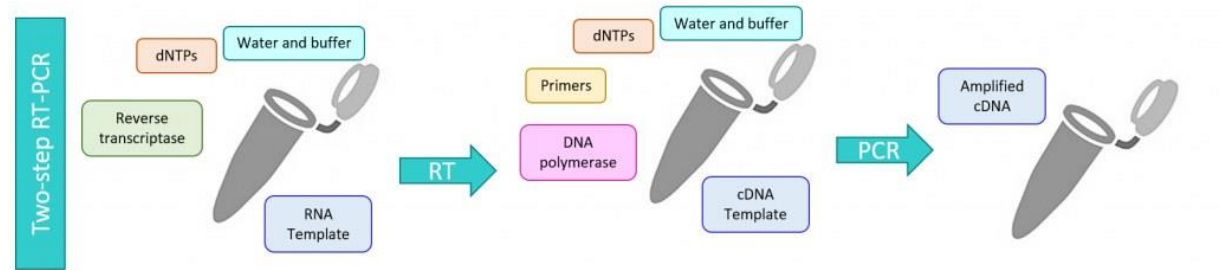 Two-step RT-PCR
dNTPs
Water and buffer
Reverse
transcriptase
RNA
Template
RT
dNTPs
Water and buffer
Primers
DNA
polymerase
cDNA
Template
PCR
Amplified
cDNA